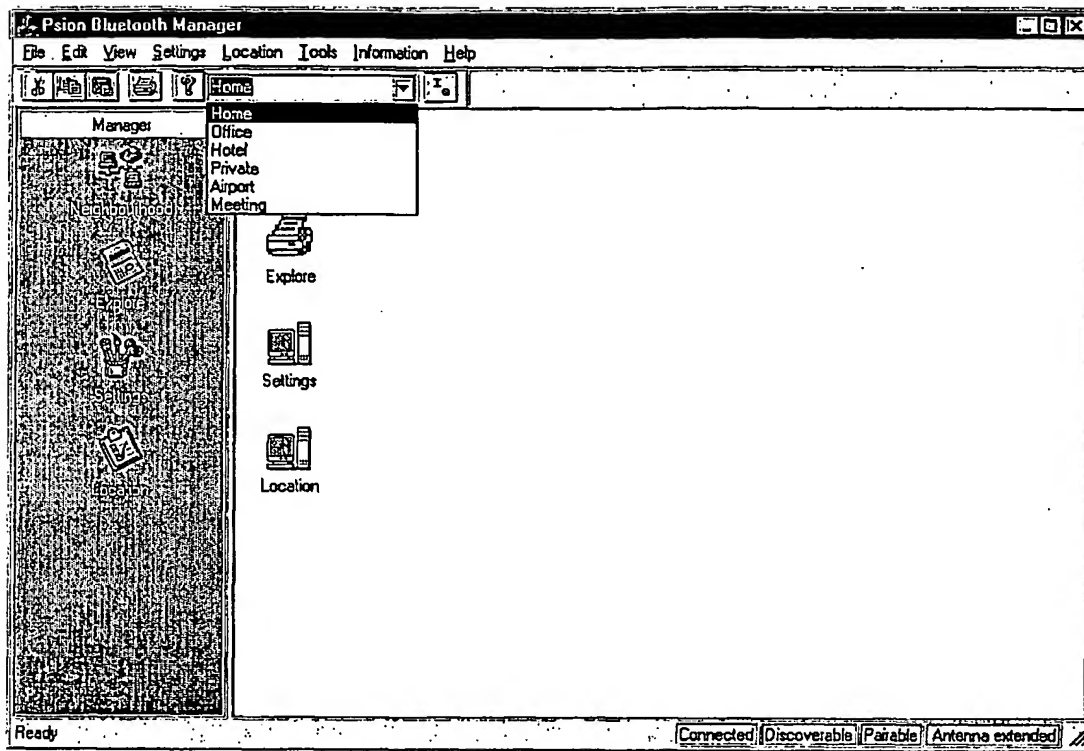 Psion Bluetooth Manager
File Edit View Settings Location Tools Information Help
Home
Manager
Home
Office
Hotel
Private
Airport
Meeting
Neighbourhood
Explore
Explore
Settings
Settings
Location
Location
Ready Connected Discoverable Pairable Antenna extended